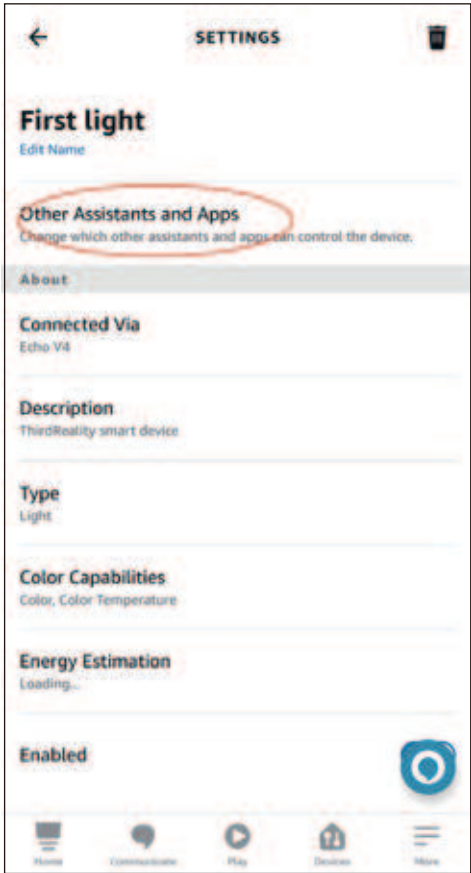 SETTINGS
First light
Edit Name
Other Assistants and Apps
Change which other assistants and apps can control the device.
About
Connected Via
Echo V4
Description
ThirdReality smart device
Type
Light
Color Capabilities
Color, Color Temperature
Energy Estimation
Loading...
Enabled
Home Communicate Play Devices More